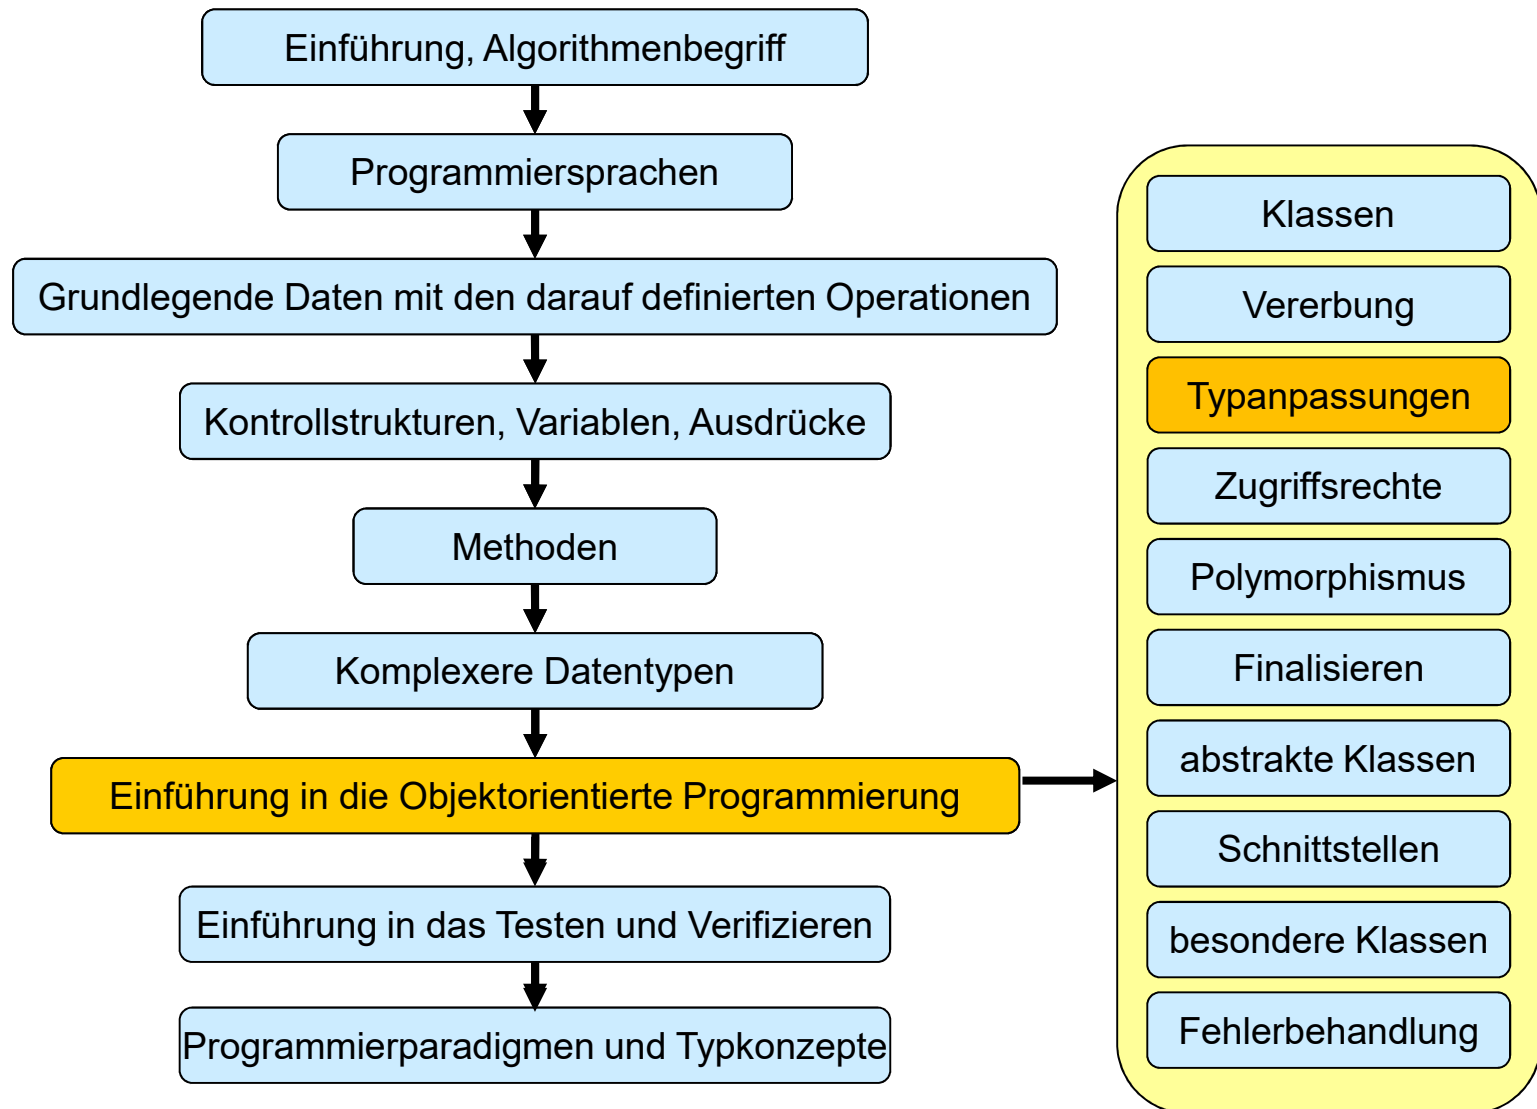 Einführung, Algorithmenbegriff
Programmiersprachen
Grundlegende Daten mit den darauf definierten Operationen
Kontrollstrukturen, Variablen, Ausdrücke
Methoden
Komplexere Datentypen
Einführung in die Objektorientierte Programmierung
Einführung in das Testen und Verifizieren
Programmierparadigmen und Typkonzepte
Klassen
Vererbung
Typanpassungen
Zugriffsrechte
Polymorphismus
Finalisieren
abstrakte Klassen
Schnittstellen
besondere Klassen
Fehlerbehandlung